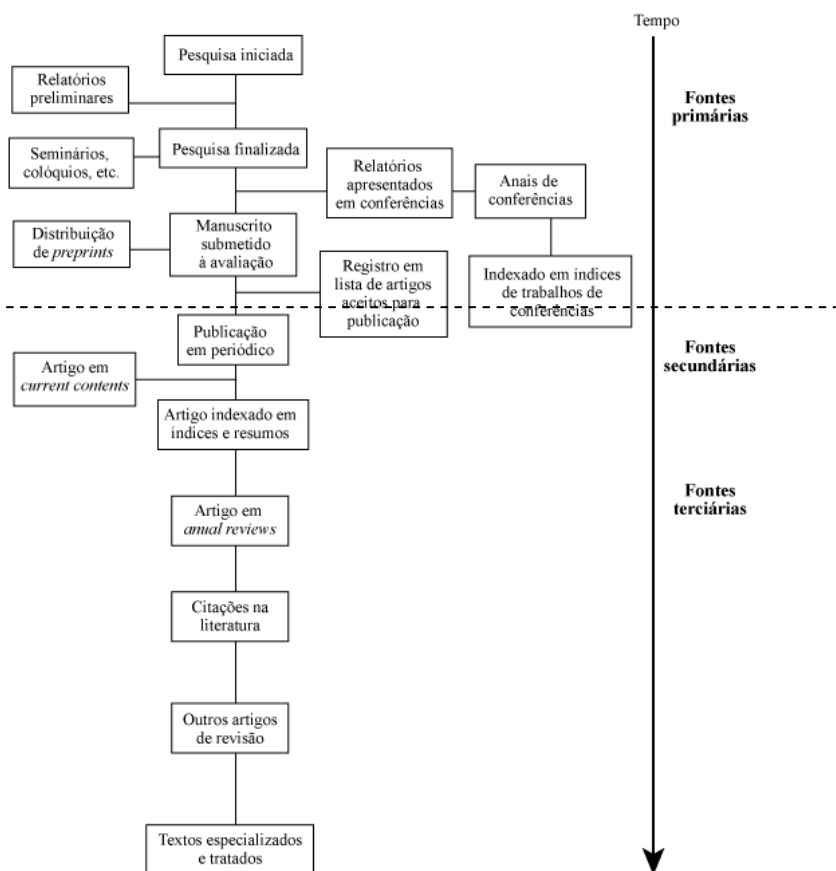 Tempo
Pesquisa iniciada
Relatórios
preliminares
Fontes
primárias
Seminários,
colóquios, etc.
Pesquisa finalizada
Relatórios
apresentados
em conferências
Anais de
conferências
Distribuição
de preprints
Manuscrito
submetido
à avaliação
Registro em
lista de artigos
aceitos para
publicação
Indexado em índices
de trabalhos de
conferências
Publicação
em periódico
Fontes
secundárias
Artigo em
current contents
Artigo indexado em
índices e resumos
Fontes
terciárias
Artigo em
anual reviews
Citações na
literatura
Outros artigos
de revisão
Textos especializados
e tratados